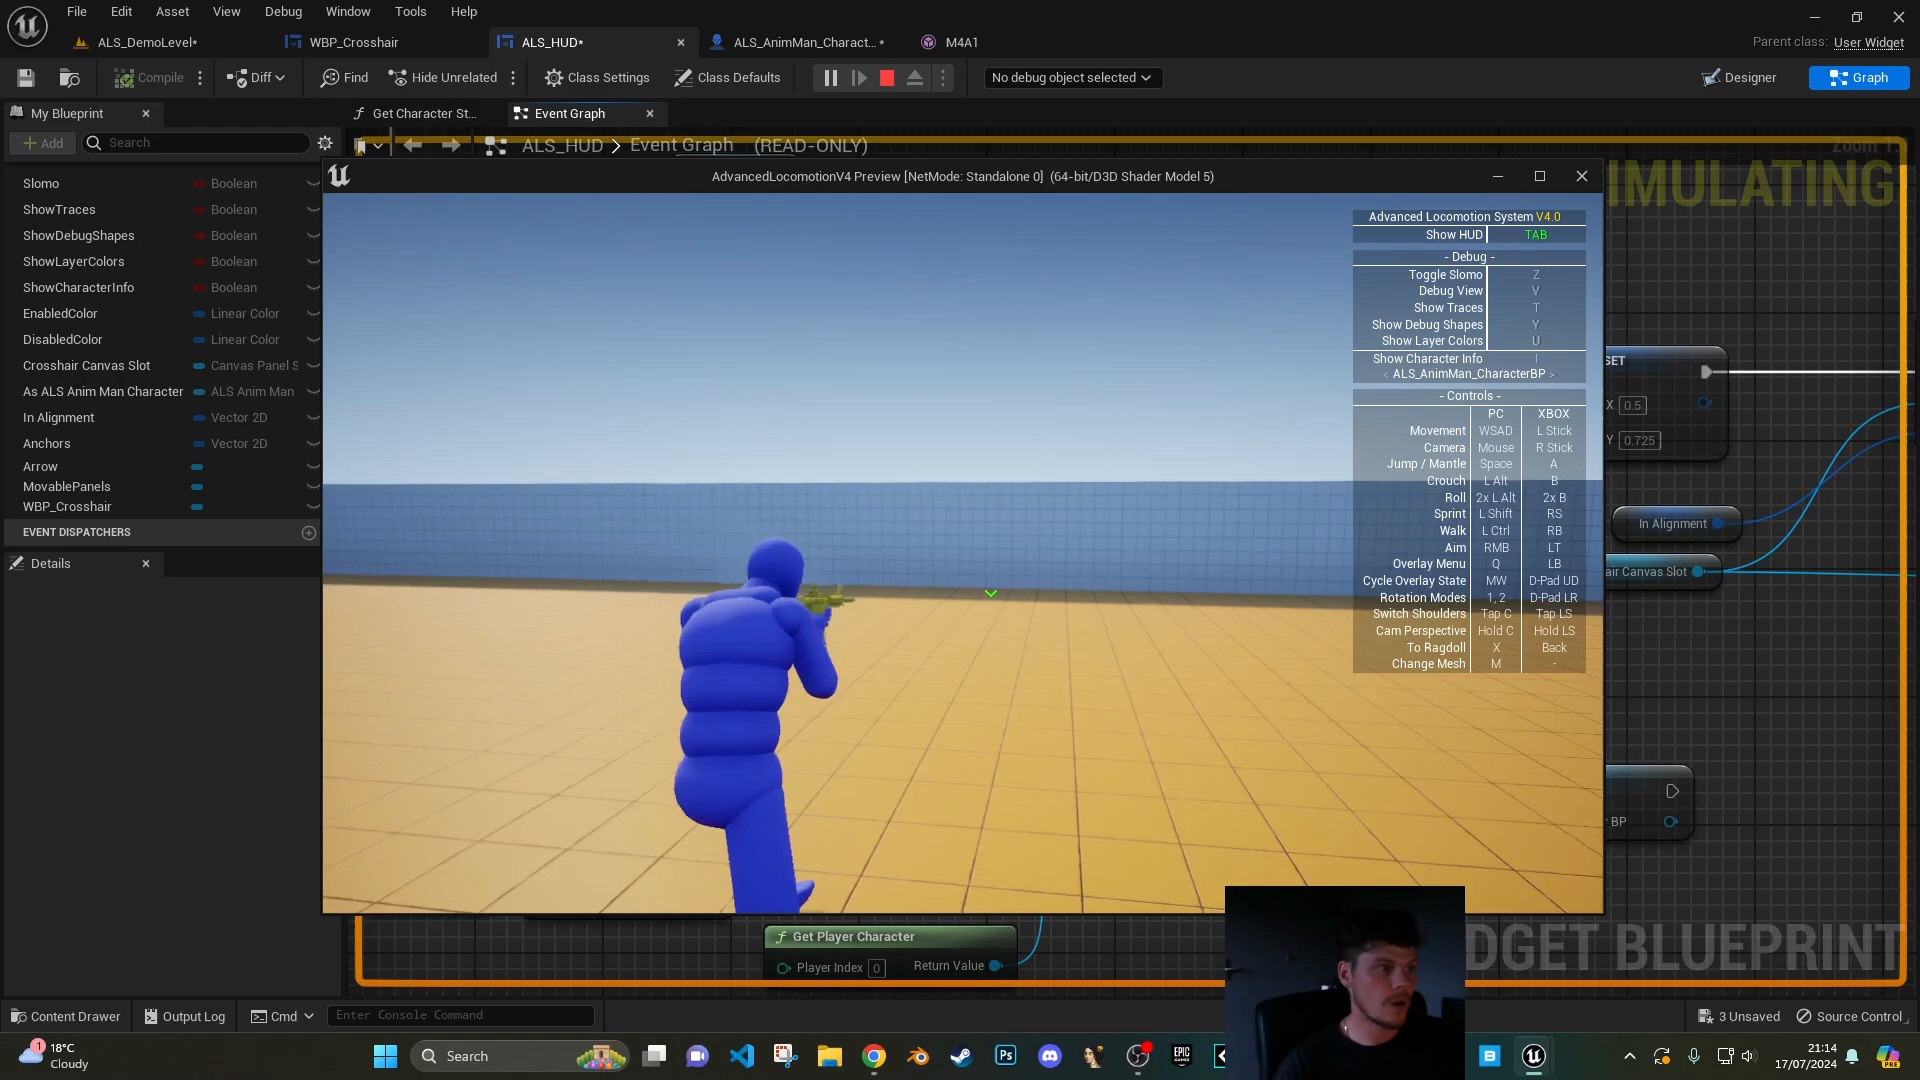 File Edit Asset View Debug Window Tools Help
ALS_DemoLevel*
WBP_Crosshair
ALS_HUD*
ALS_AnimMan_Charact... *
M4A1
Parent class: User Widget
Compile
Diff
Find
Hide Unrelated
Class Settings
Class Defaults
No debug object selected
Designer
Graph
My Blueprint
Get Character St...
Event Graph
Add
Search
ALS_HUD > Event Graph (READ-ONLY)
Slomo Boolean
ShowTraces Boolean
ShowDebugShapes Boolean
ShowLayerColors Boolean
ShowCharacterInfo Boolean
EnabledColor Linear Color
DisabledColor Linear Color
Crosshair Canvas Slot Canvas Panel S
As ALS Anim Man Character ALS Anim Man
In Alignment Vector 2D
Anchors Vector 2D
Arrow
MovablePanels
WBP_Crosshair
EVENT DISPATCHERS
Details
AdvancedLocomotionV4 Preview [NetMode: Standalone 0] (64-bit/D3D Shader Model 5)
IMULATING
Advanced Locomotion System V4.0
Show HUD TAB
- Debug -
Toggle Slomo Z
Debug View V
Show Traces T
Show Debug Shapes Y
Show Layer Colors U
Show Character Info I
< ALS_AnimMan_CharacterBP >
- Controls -
PC XBOX
Movement WSAD L Stick
Camera Mouse R Stick
Jump / Mantle Space A
Crouch L Alt B
Roll 2x L Alt 2x B
Sprint L Shift RS
Walk L Ctrl RB
Aim RMB LT
Overlay Menu Q LB
Cycle Overlay State MW D-Pad UD
Rotation Modes 1, 2 D-Pad LR
Switch Shoulders Tap C Tap LS
Cam Perspective Hold C Hold LS
To Ragdoll X Back
Change Mesh M -
SET
X 0.5
Y 0.725
In Alignment
air Canvas Slot
BP
Get Player Character
Player Index 0 Return Value
DGET BLUEPRINT
Content Drawer
Output Log
Cmd
Enter Console Command
3 Unsaved
Source Control
1
18°C
Cloudy
Search
Ps
EPIC
GAMES
21:14
17/07/2024
PRE